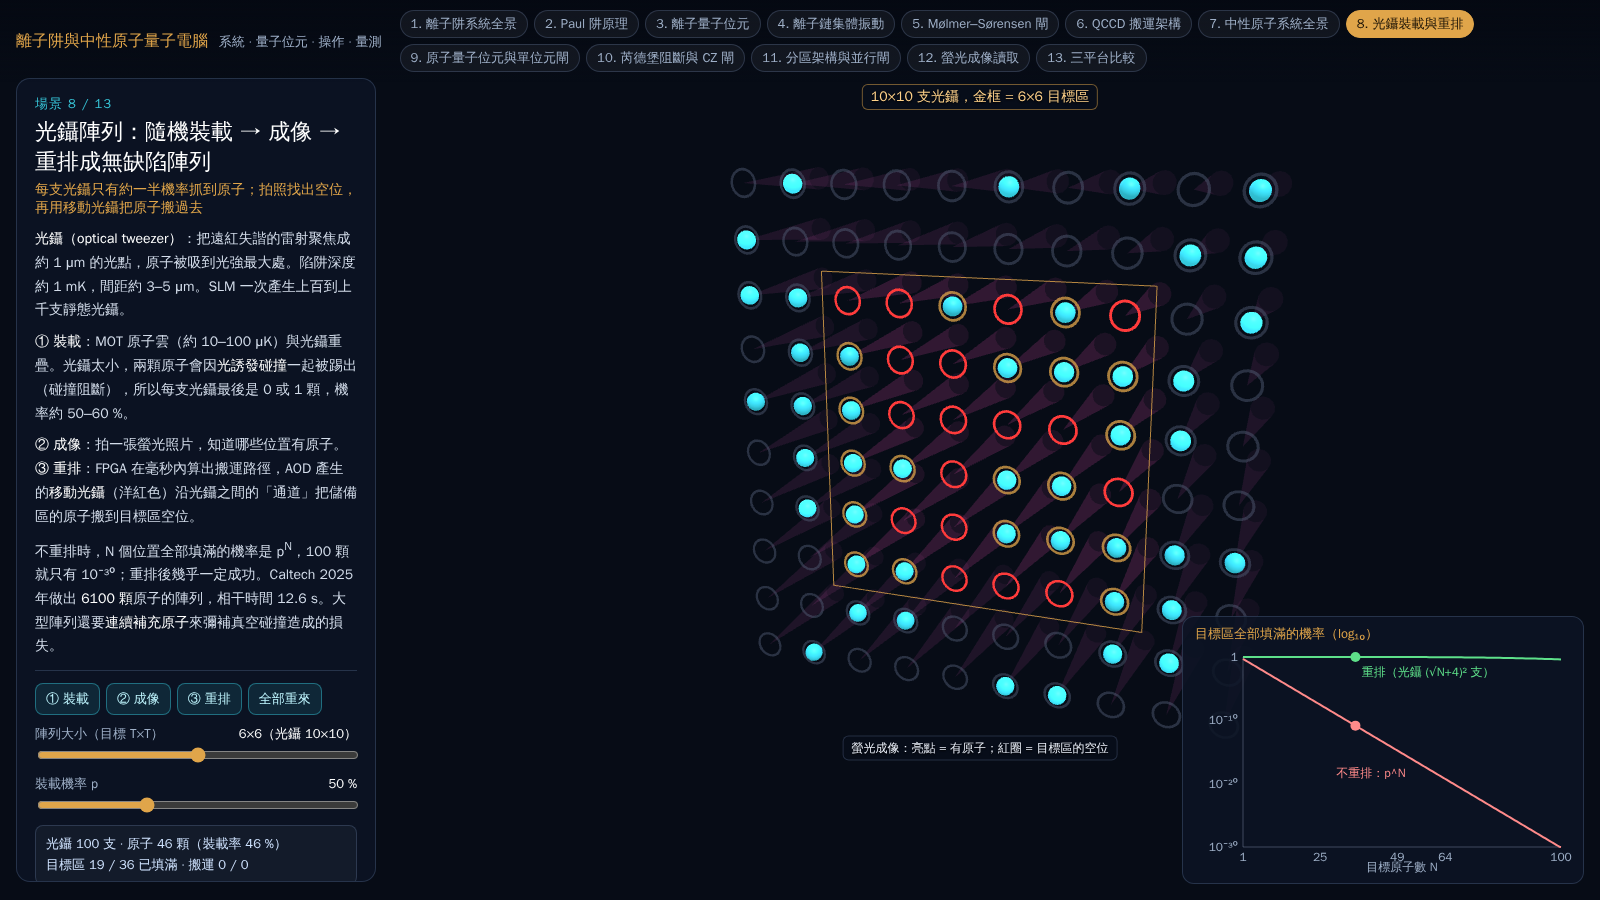 離子阱與中性原子量子電腦 系統 · 量子位元 · 操作 · 量測
1. 離子阱系統全景 2. Paul 阱原理 3. 離子量子位元 4. 離子鏈集體振動 5. Mølmer–Sørensen 閘 6. QCCD 搬運架構 7. 中性原子系統全景 8. 光鑷裝載與重排
9. 原子量子位元與單位元閘 10. 芮德堡阻斷與 CZ 閘 11. 分區架構與並行閘 12. 螢光成像讀取 13. 三平台比較
場景 8 / 13
光鑷陣列：隨機裝載 → 成像 →
重排成無缺陷陣列
每支光鑷只有約一半機率抓到原子；拍照找出空位，
再用移動光鑷把原子搬過去
光鑷（optical tweezer）：把遠紅失諧的雷射聚焦成
約 1 μm 的光點，原子被吸到光強最大處。陷阱深度
約 1 mK，間距約 3–5 μm。SLM 一次產生上百到上
千支靜態光鑷。
① 裝載：MOT 原子雲（約 10–100 μK）與光鑷重
疊。光鑷太小，兩顆原子會因光誘發碰撞一起被踢出
（碰撞阻斷），所以每支光鑷最後是 0 或 1 顆，機
率約 50–60 %。
② 成像：拍一張螢光照片，知道哪些位置有原子。
③ 重排：FPGA 在毫秒內算出搬運路徑，AOD 產生
的移動光鑷（洋紅色）沿光鑷之間的「通道」把儲備
區的原子搬到目標區空位。
不重排時，N 個位置全部填滿的機率是 pᴺ，100 顆
就只有 10⁻³⁰；重排後幾乎一定成功。Caltech 2025
年做出 6100 顆原子的陣列，相干時間 12.6 s。大
型陣列還要連續補充原子來彌補真空碰撞造成的損
失。
① 裝載 ② 成像 ③ 重排 全部重來
陣列大小（目標 T×T） 6×6（光鑷 10×10）
裝載機率 p 50 %
光鑷 100 支 · 原子 46 顆（裝載率 46 %）
目標區 19 / 36 已填滿 · 搬運 0 / 0
10×10 支光鑷，金框 = 6×6 目標區
螢光成像：亮點 = 有原子；紅圈 = 目標區的空位
目標區全部填滿的機率（log₁₀）
1
重排（光鑷 (√N+4)² 支）
10⁻¹⁰
不重排：p^N
10⁻²⁰
10⁻³⁰
1 25 49 64 100
目標原子數 N